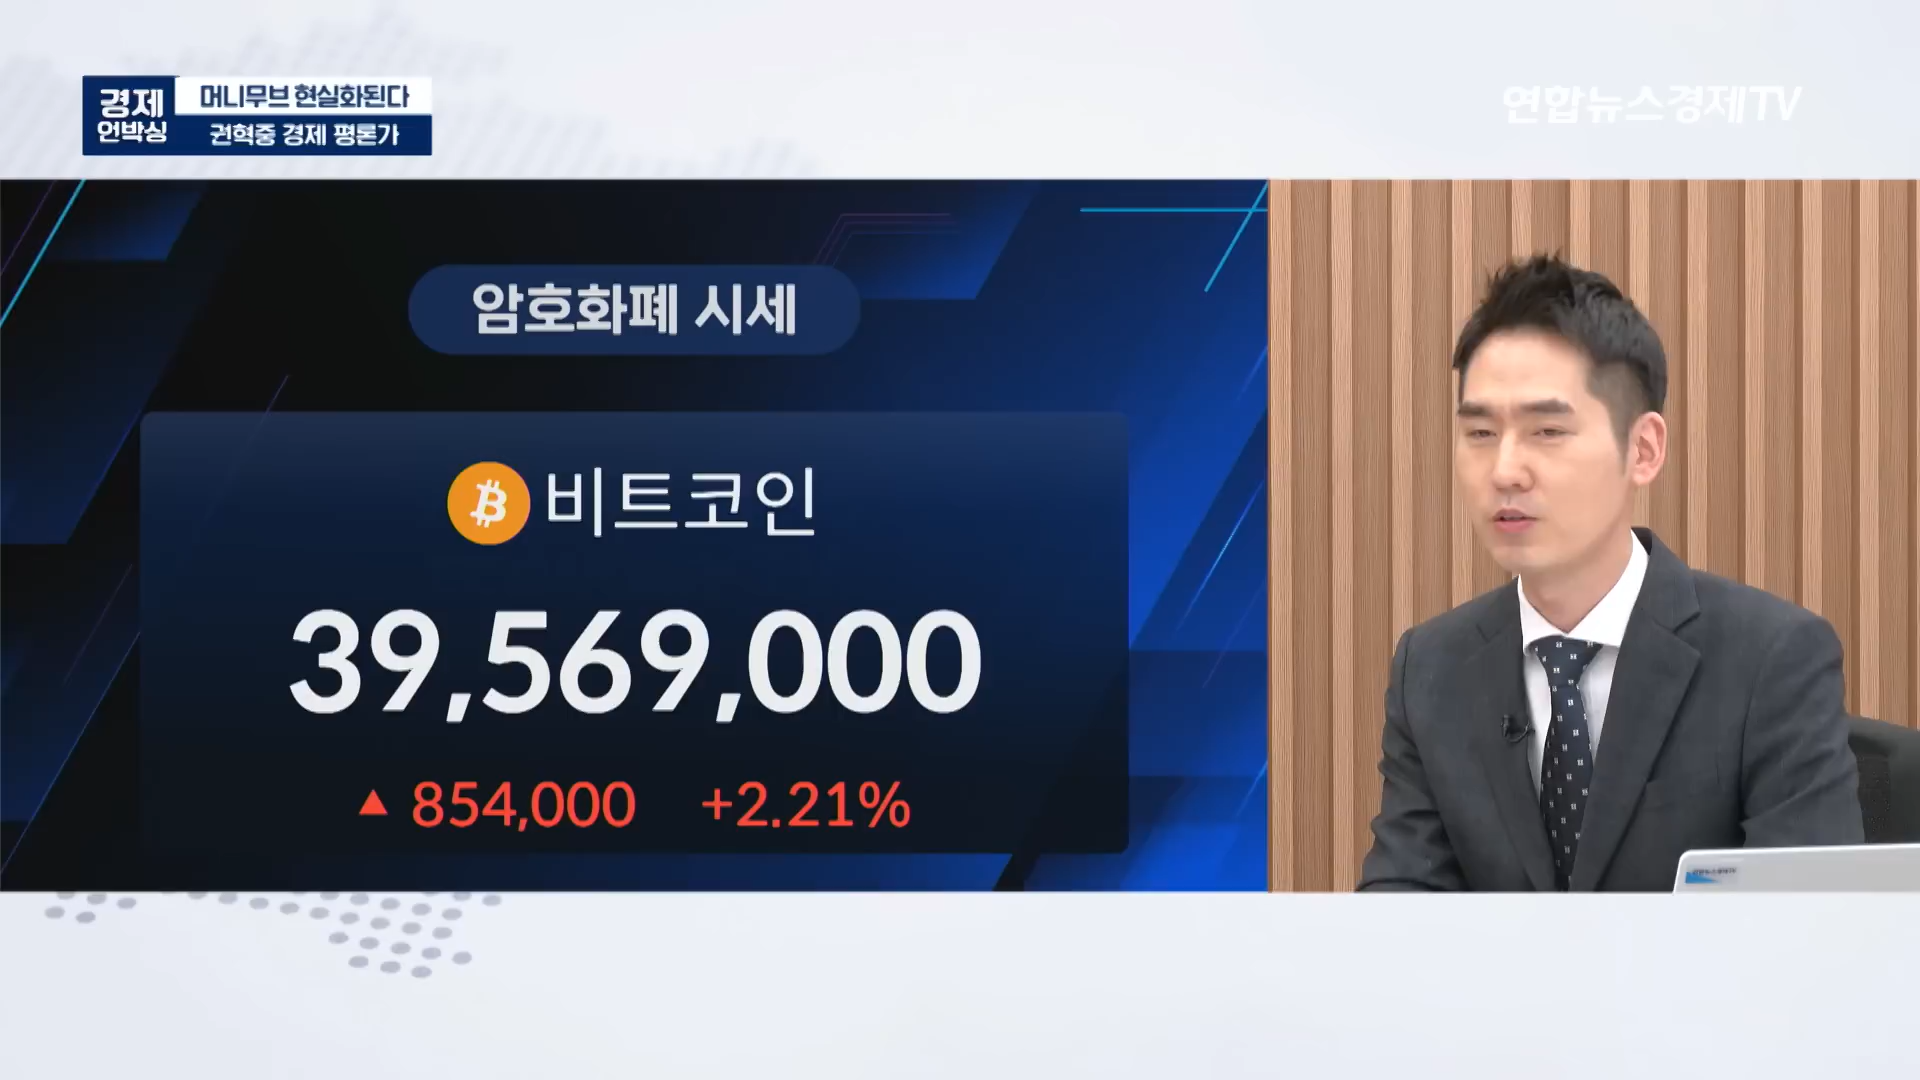 경제
언박싱
머니무브 현실화된다
권혁중 경제 평론가
연합뉴스경제TV
암호화폐 시세
비트코인
39,569,000
▲ 854,000 +2.21%